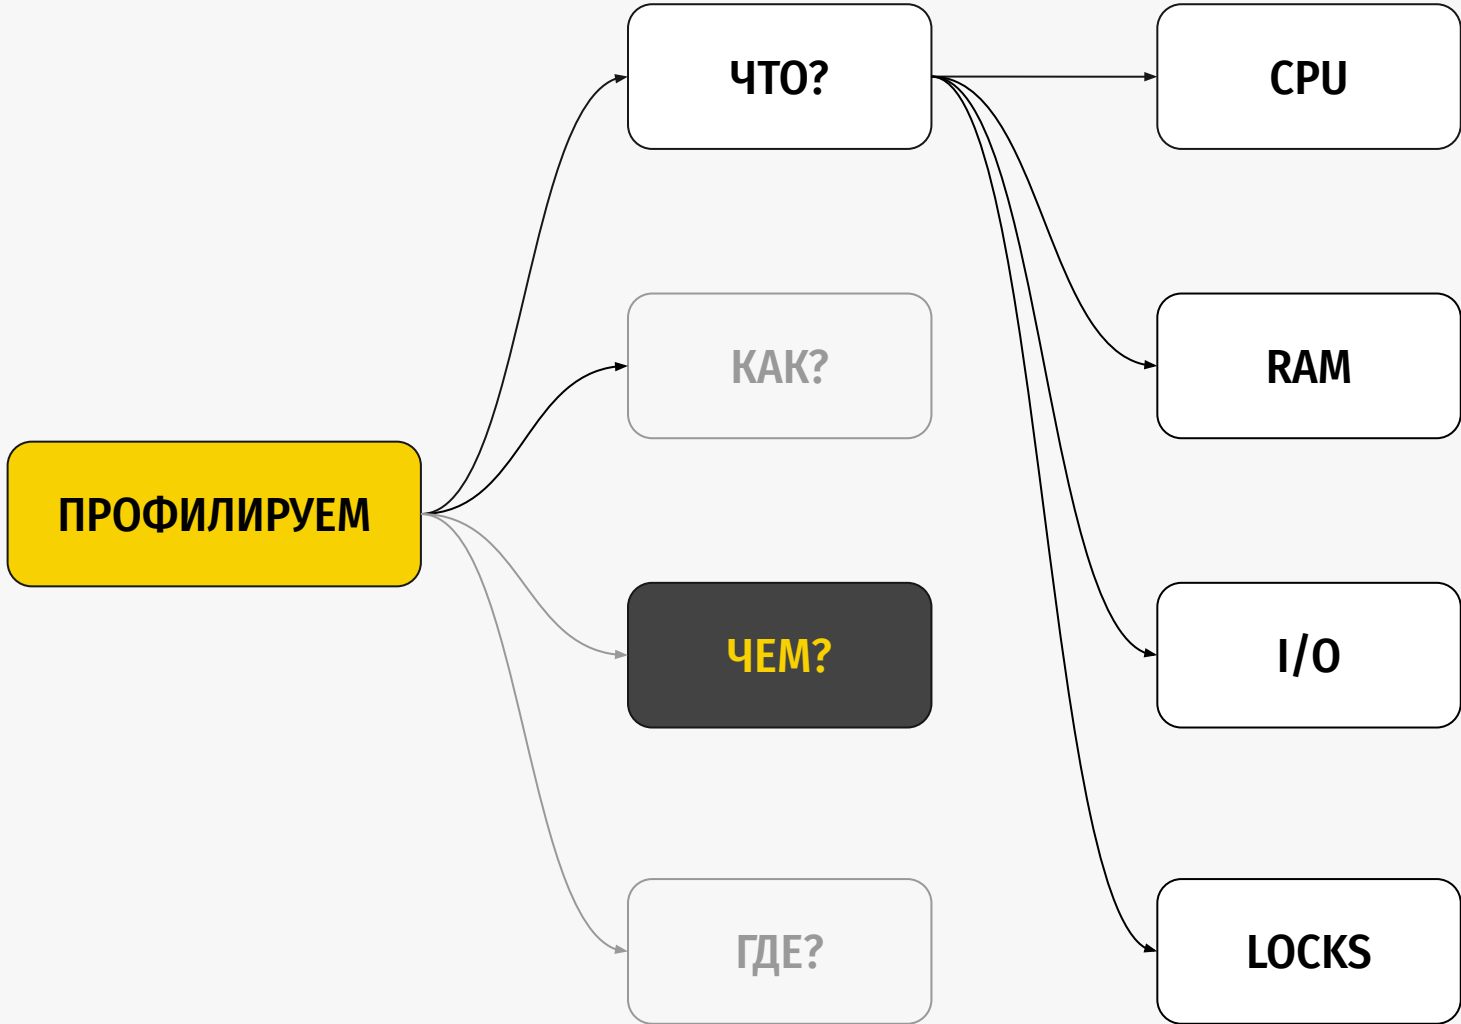 ПРОФИЛИРУЕМ
ЧТО?
КАК?
ЧЕМ?
ГДЕ?
CPU
RAM
I/O
LOCKS